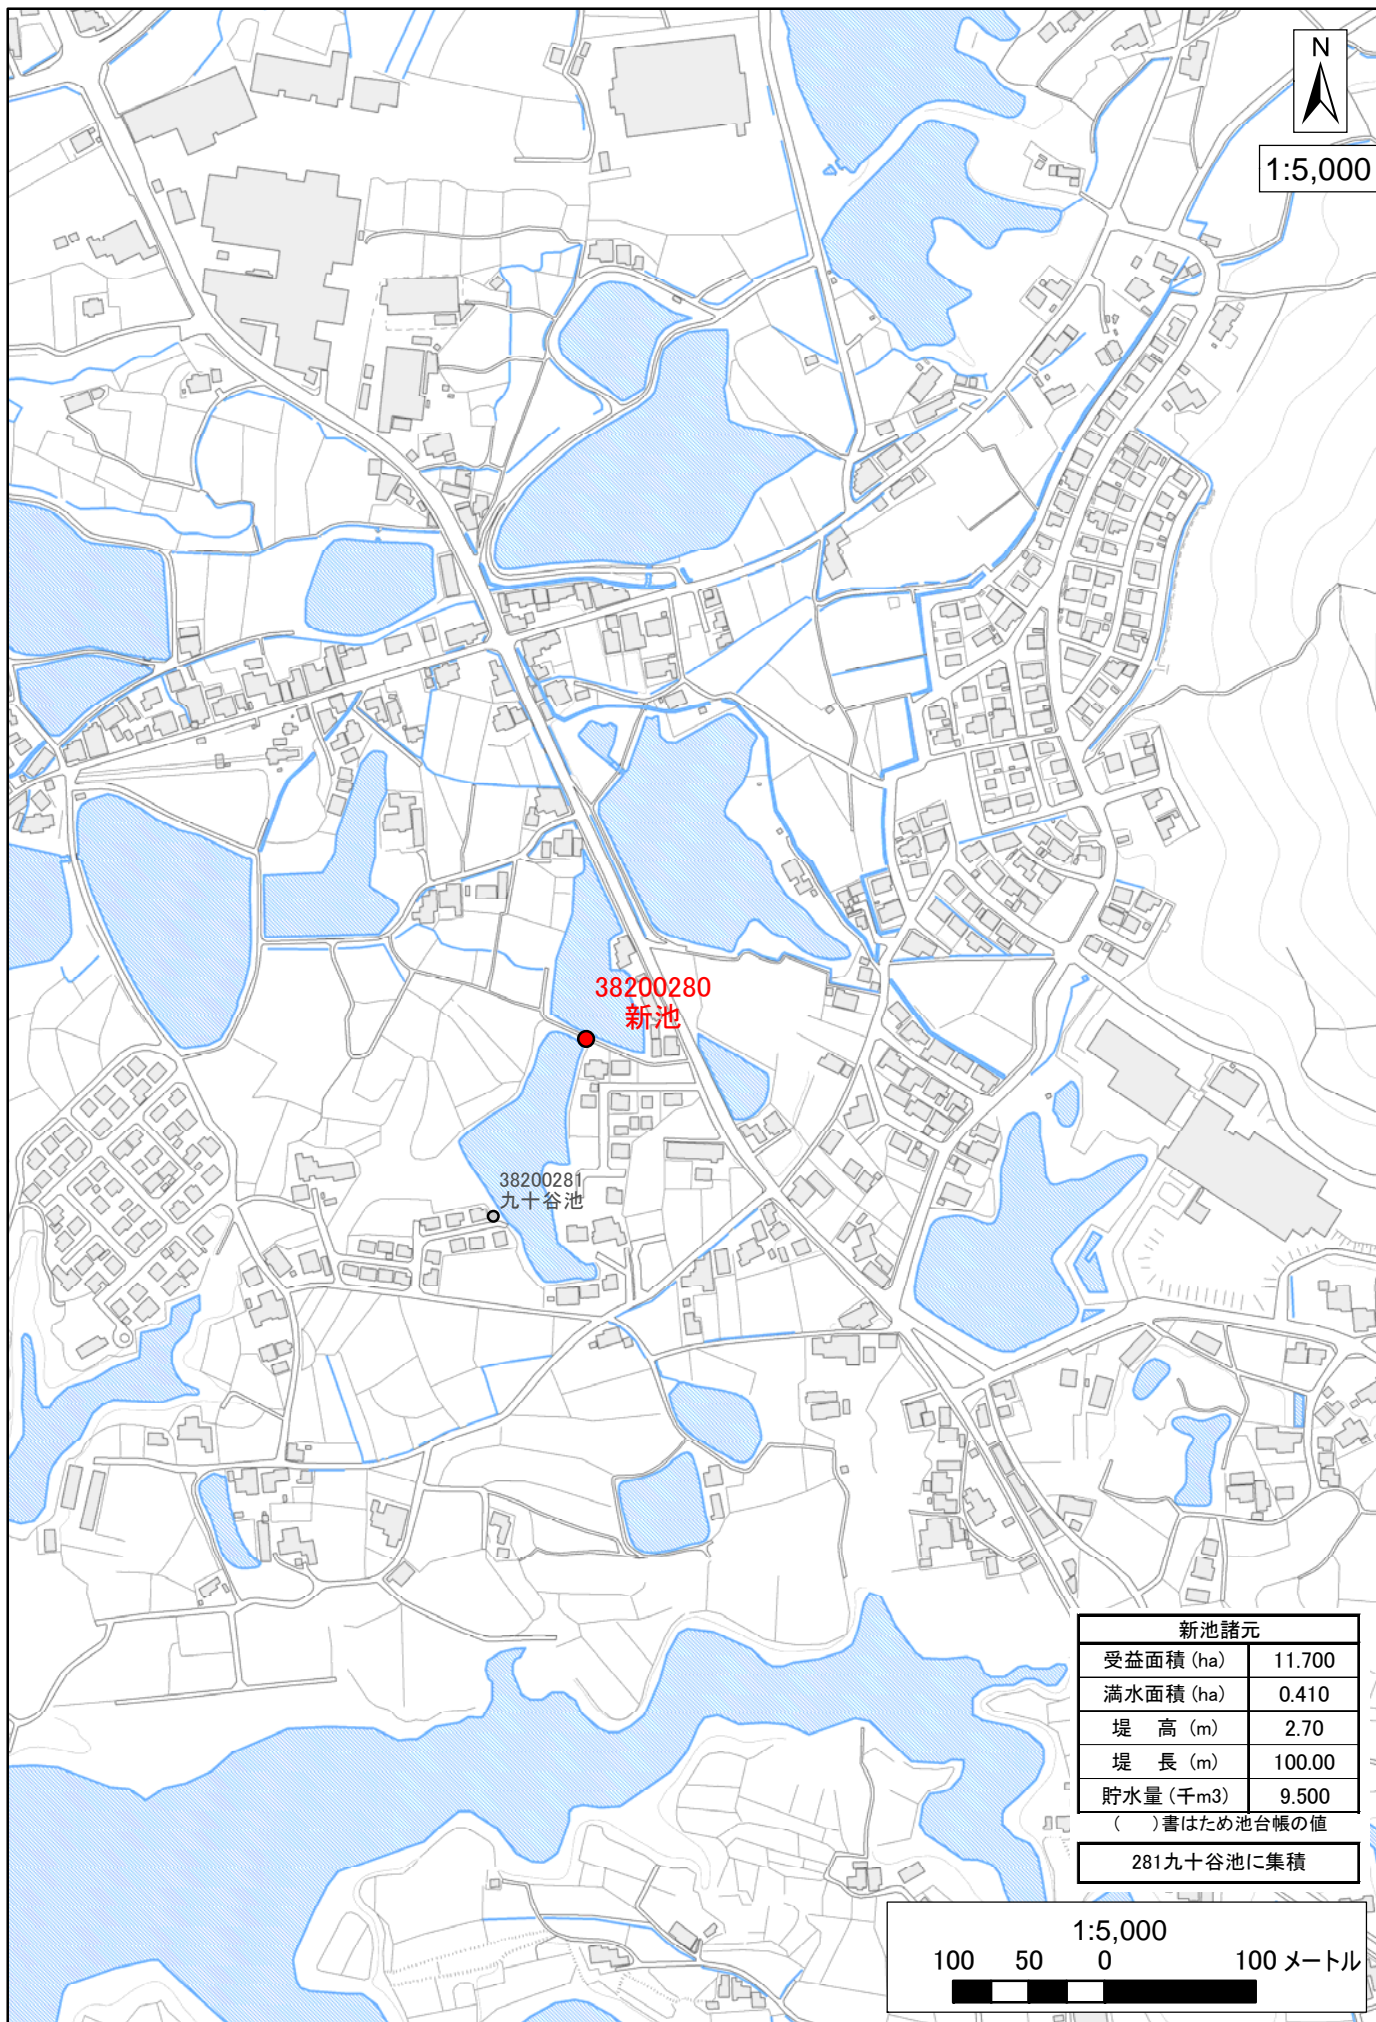 N
1:5,000
38200280
新池
38200281
九十谷池
新池諸元
受益面積 (ha) 11.700
満水面積 (ha) 0.410
堤　高 (m) 2.70
堤　長 (m) 100.00
貯水量 (千m3) 9.500
(　)書はため池台帳の値
281九十谷池に集積
1:5,000
100 50 0 100 メートル